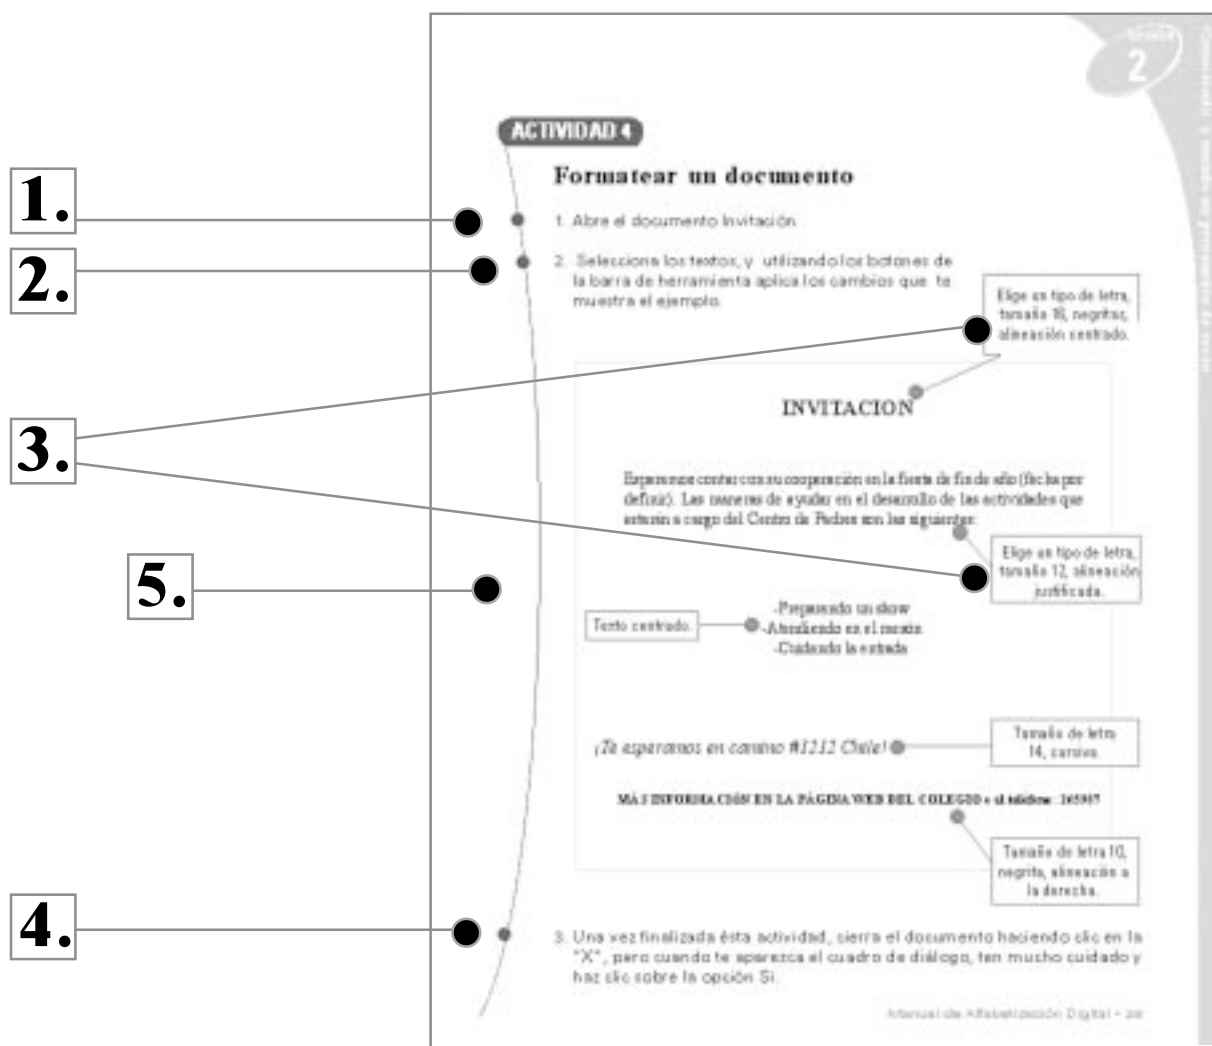 2
ACTIVIDAD 4
Formatear un documento
1.
1. Abre el documento Invitación.
2.
2. Selecciona los textos, y utilizando los botones de
la barra de herramienta aplica los cambios que te
muestra el ejemplo.
Elige un tipo de letra,
tamaño 16, negritas,
alineación centrado.
INVITACION
3.
Esperamos contar con su cooperación en la fiesta de fin de año (fecha por
definir). Las maneras de ayudar en el desarrollo de las actividades que
estarán a cargo del Centro de Padres son las siguientes:
Elige un tipo de letra,
tamaño 12, alineación
justificada.
5.
-Preparando un show
Texto centrado.
-Atendiendo en el mesón
-Cuidando la entrada
¡Te esperamos en camino #1212 Chile!
Tamaño de letra
14, cursiva.
MÁS INFORMACIÓN EN LA PÁGINA WEB DEL COLEGIO o al teléfono:
Tamaño de letra 10,
negrita, alineación a
la derecha.
4.
3. Una vez finalizada ésta actividad, cierra el documento haciendo clic en la
"X", pero cuando te aparezca el cuadro de diálogo, ten mucho cuidado y
haz clic sobre la opción Si.
Manual de Alfabetización Digital •